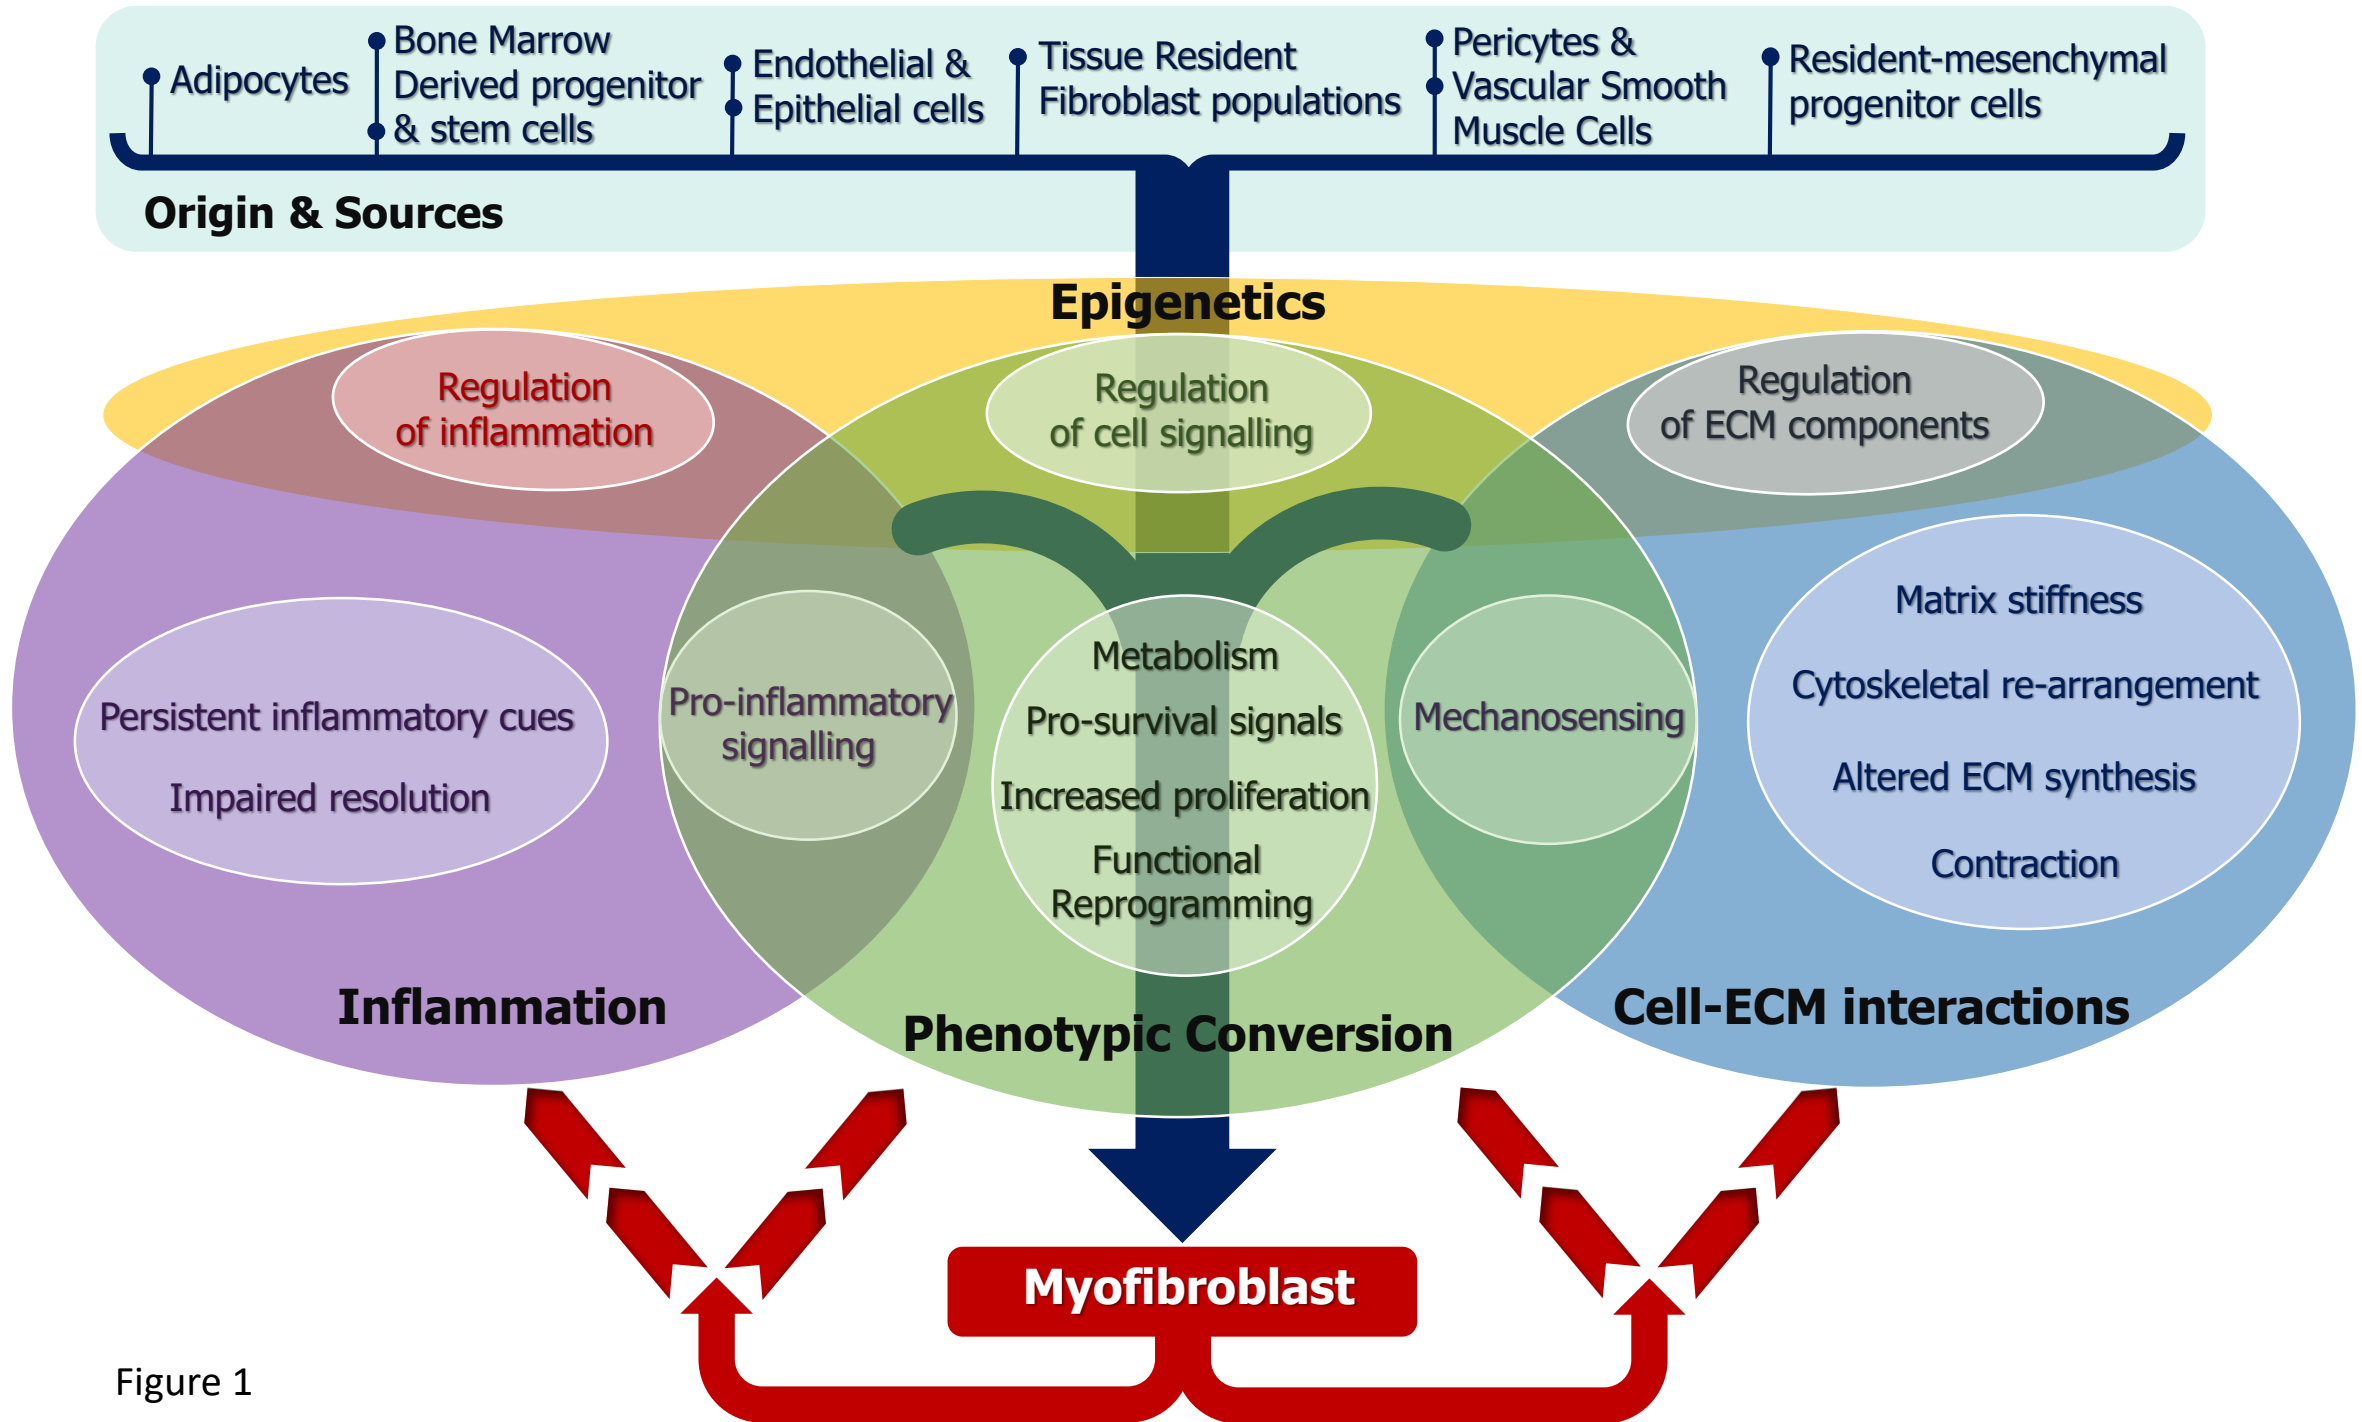 Adipocytes
Bone Marrow
Derived progenitor
& stem cells
Endothelial &
Epithelial cells
Tissue Resident
Fibroblast populations
Pericytes &
Vascular Smooth
Muscle Cells
Resident-mesenchymal
progenitor cells
Origin & Sources
Epigenetics
Regulation
of inflammation
Regulation
of cell signalling
Regulation
of ECM components
Persistent inflammatory cues
Impaired resolution
Pro-inflammatory
signalling
Metabolism
Pro-survival signals
Increased proliferation
Functional
Reprogramming
Mechanosensing
Matrix stiffness
Cytoskeletal re-arrangement
Altered ECM synthesis
Contraction
Inflammation
Phenotypic Conversion
Cell-ECM interactions
Myofibroblast
Figure 1